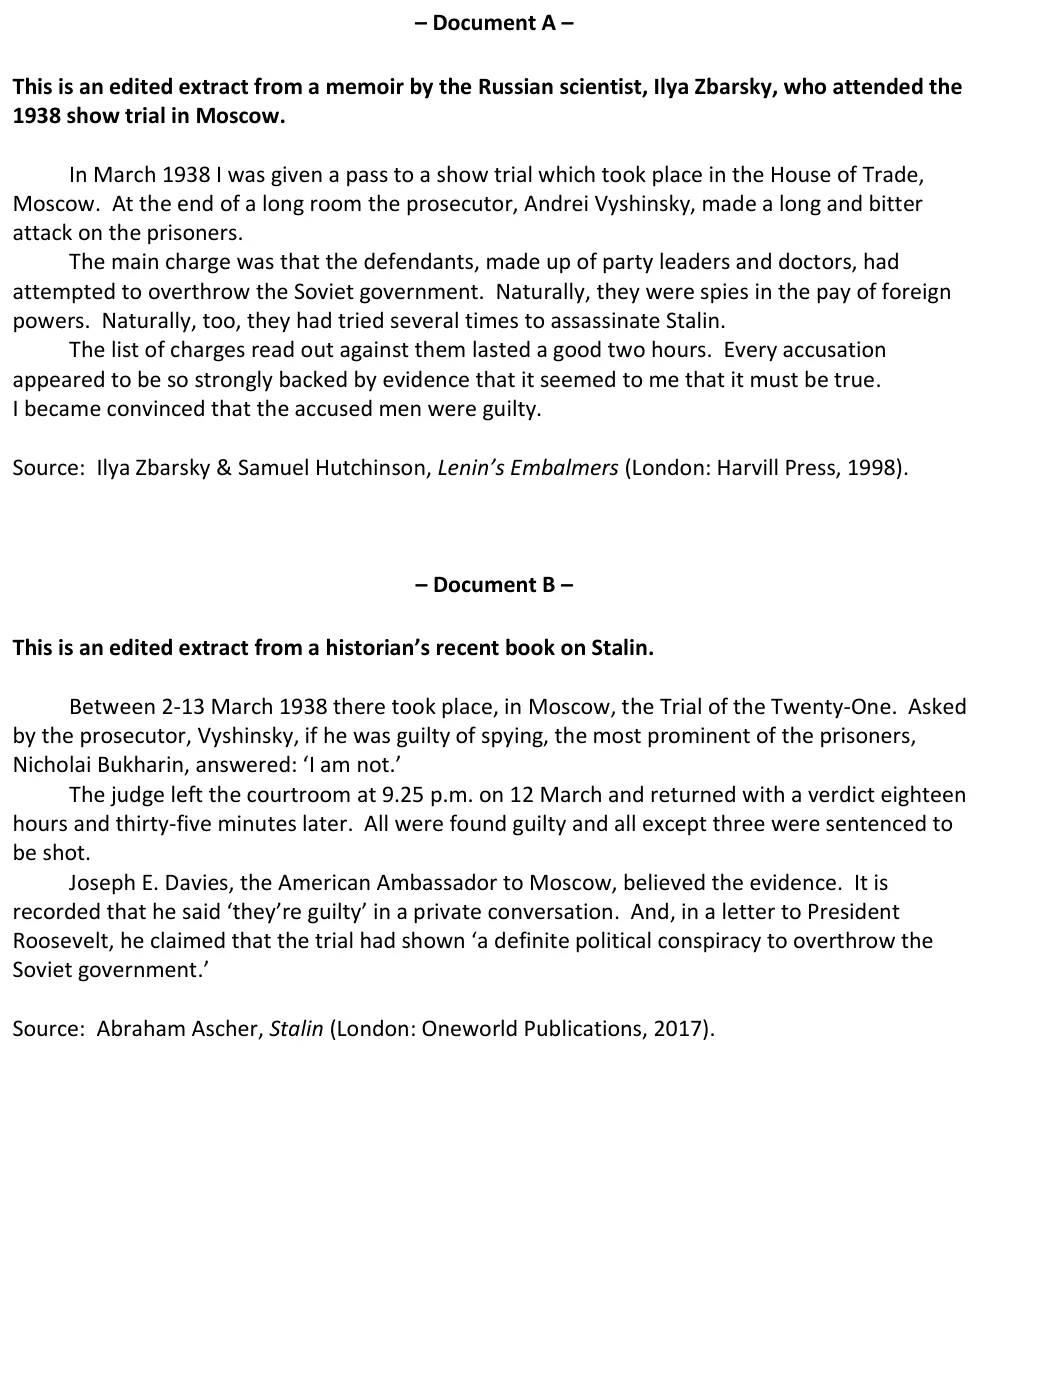 – Document A –
This is an edited extract from a memoir by the Russian scientist, Ilya Zbarsky, who attended the
1938 show trial in Moscow.
In March 1938 I was given a pass to a show trial which took place in the House of Trade,
Moscow.  At the end of a long room the prosecutor, Andrei Vyshinsky, made a long and bitter
attack on the prisoners.
The main charge was that the defendants, made up of party leaders and doctors, had
attempted to overthrow the Soviet government.  Naturally, they were spies in the pay of foreign
powers.  Naturally, too, they had tried several times to assassinate Stalin.
The list of charges read out against them lasted a good two hours.  Every accusation
appeared to be so strongly backed by evidence that it seemed to me that it must be true.
I became convinced that the accused men were guilty.
Source:  Ilya Zbarsky & Samuel Hutchinson, Lenin’s Embalmers (London: Harvill Press, 1998).
– Document B –
This is an edited extract from a historian’s recent book on Stalin.
Between 2-13 March 1938 there took place, in Moscow, the Trial of the Twenty-One.  Asked
by the prosecutor, Vyshinsky, if he was guilty of spying, the most prominent of the prisoners,
Nicholai Bukharin, answered: ‘I am not.’
The judge left the courtroom at 9.25 p.m. on 12 March and returned with a verdict eighteen
hours and thirty-five minutes later.  All were found guilty and all except three were sentenced to
be shot.
Joseph E. Davies, the American Ambassador to Moscow, believed the evidence.  It is
recorded that he said ‘they’re guilty’ in a private conversation.  And, in a letter to President
Roosevelt, he claimed that the trial had shown ‘a definite political conspiracy to overthrow the
Soviet government.’
Source:  Abraham Ascher, Stalin (London: Oneworld Publications, 2017).